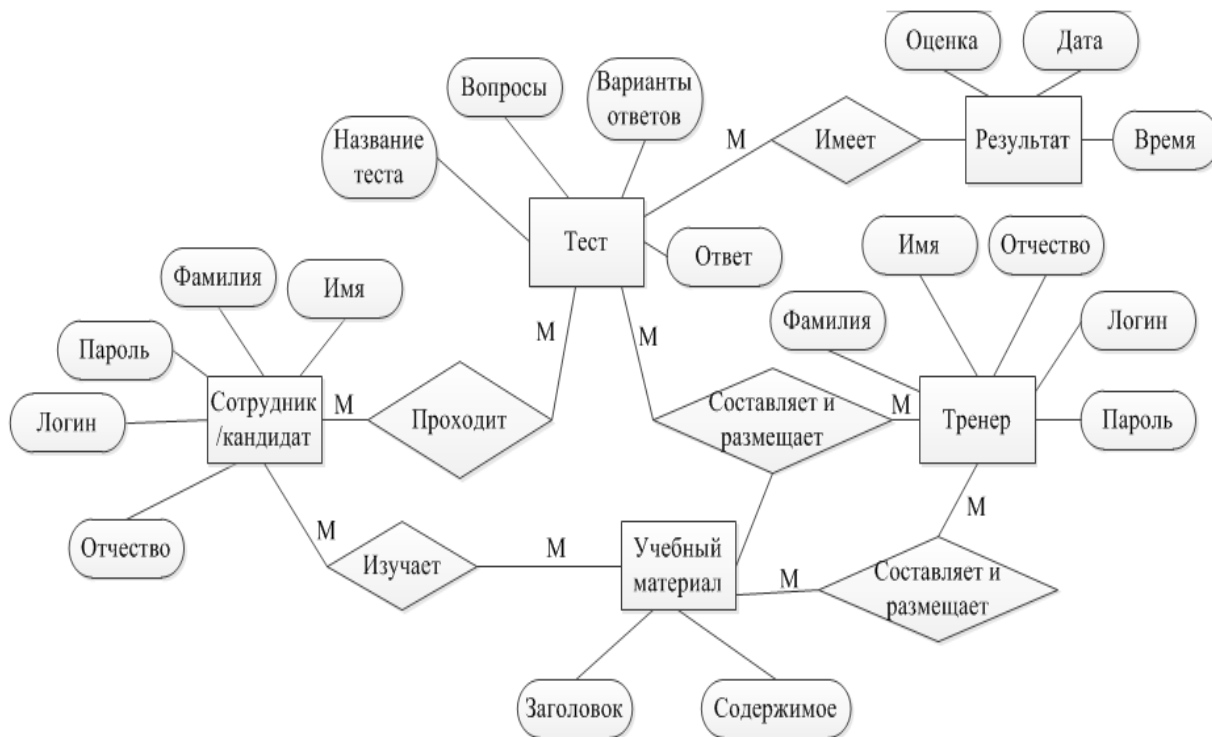 Оценка
Дата
Вопросы
Варианты
ответов
М
Имеет
Результат
Время
Название
теста
Тест
Ответ
Имя
Отчество
Фамилия
Имя
Фамилия
Логин
М
М
Пароль
Логин
Сотрудник
/кандидат
М
Проходит
Составляет и
размещает
М
Тренер
Пароль
Отчество
М
Изучает
М
Учебный
материал
М
М
Составляет и
размещает
Заголовок
Содержимое